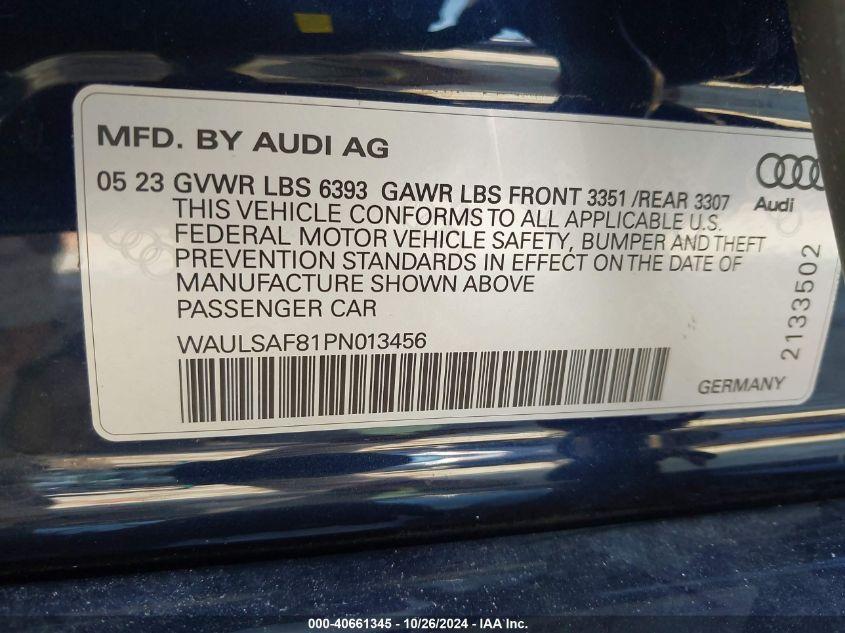 MFD. BY AUDI AG
05 23 GVWR LBS 6393 GAWR LBS FRONT 3351 /REAR 3307
THIS VEHICLE CONFORMS TO ALL APPLICABLE U.S.
FEDERAL MOTOR VEHICLE SAFETY, BUMPER AND THEFT
PREVENTION STANDARDS IN EFFECT ON THE DATE OF
MANUFACTURE SHOWN ABOVE
PASSENGER CAR
WAULSAF81PN013456
Audi
2133502
GERMANY
000-40661345 - 10/26/2024 - IAA Inc.